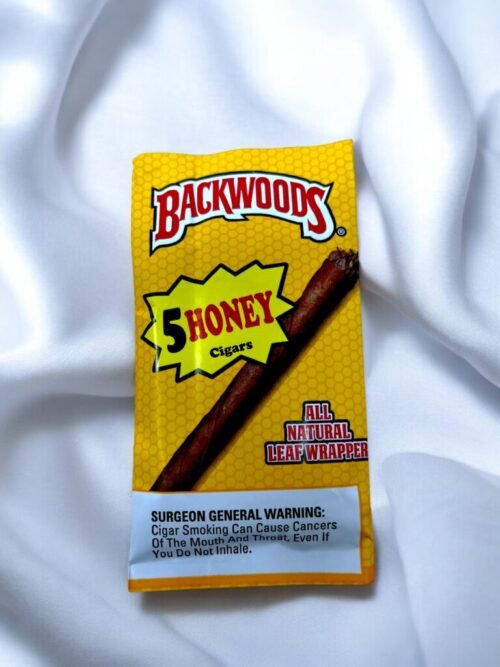 BACKWOODS®
5 HONEY
Cigars
ALL
NATURAL
LEAF WRAPPER
SURGEON GENERAL WARNING:
Cigar Smoking Can Cause Cancers
Of The Mouth And Throat, Even If
You Do Not Inhale.